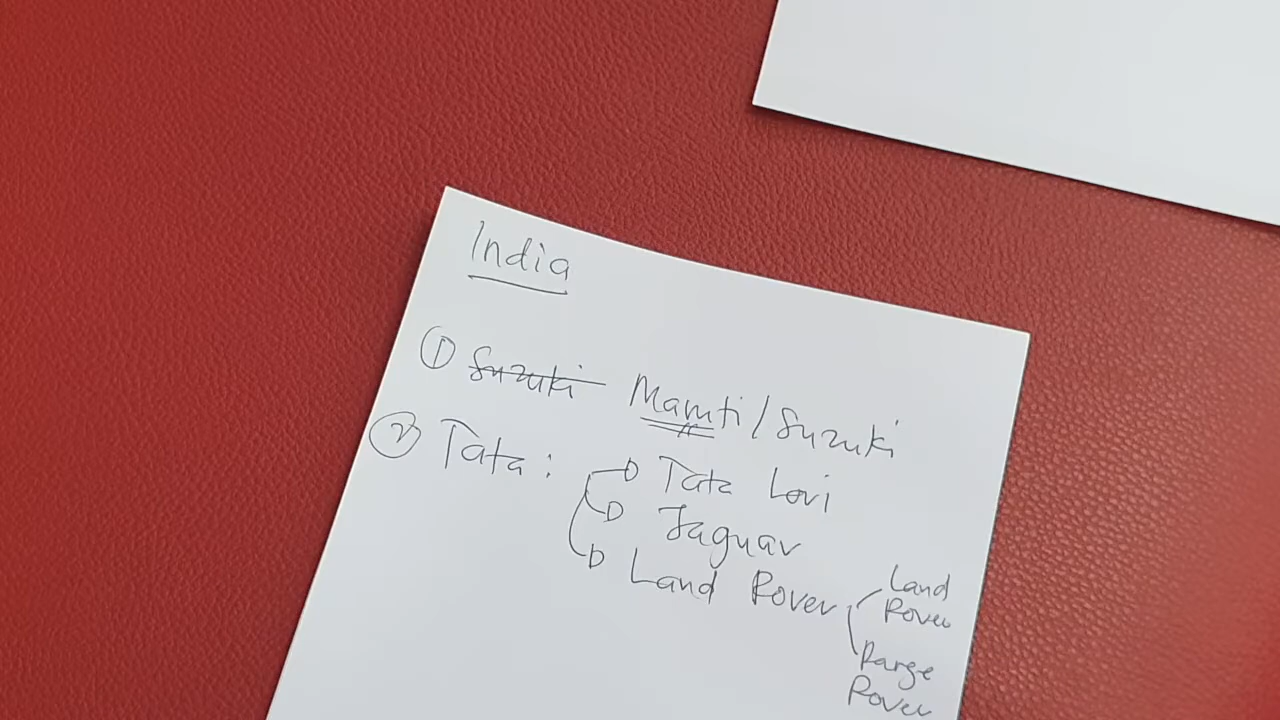 India
① Suzuki Maruti/Suzuki
② Tata:
Tata Lori
Jaguar
Land Rover
Land
Rover
Range
Rover